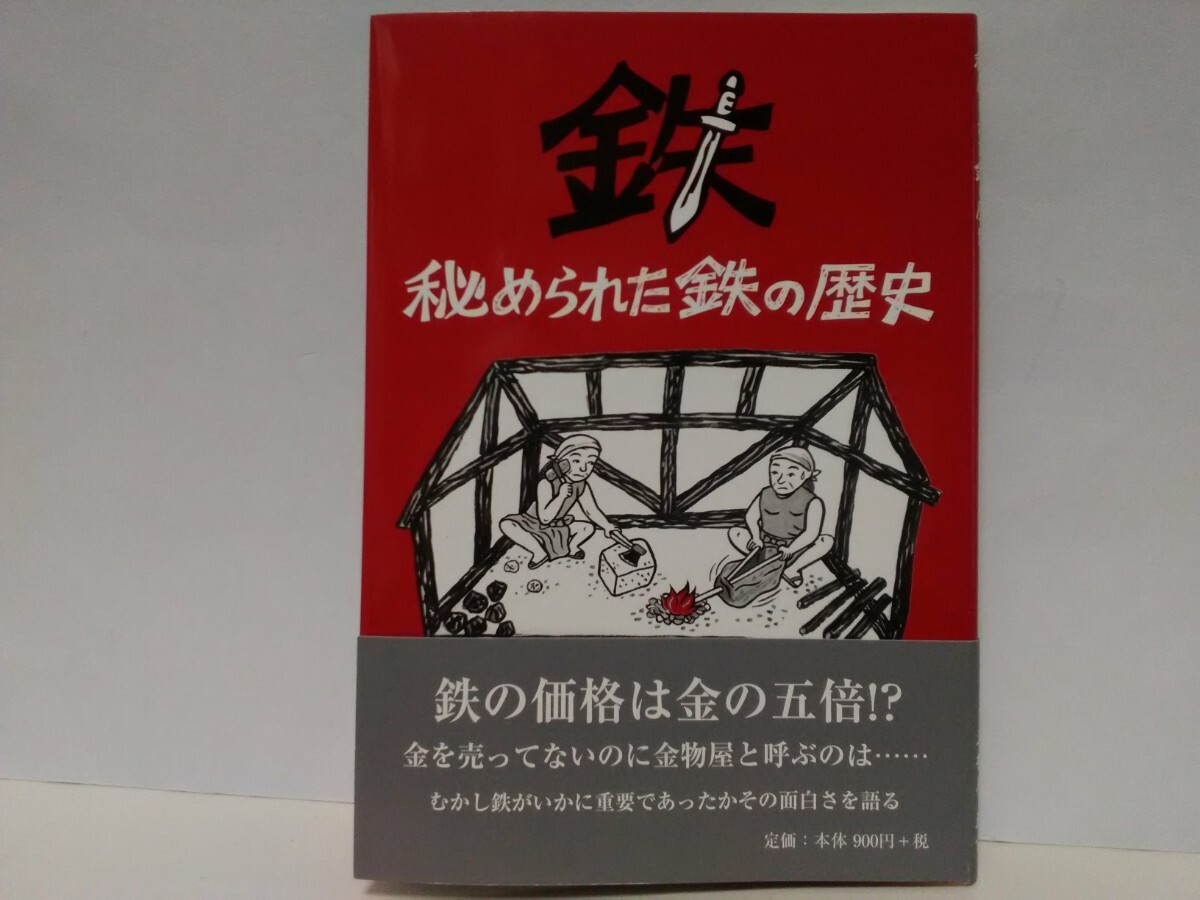 鉄
秘められた鉄の歴史
鉄の価格は金の五倍!?
金を売ってないのに金物屋と呼ぶのは……
むかし鉄がいかに重要であったかその面白さを語る
定価：本体 900円＋税